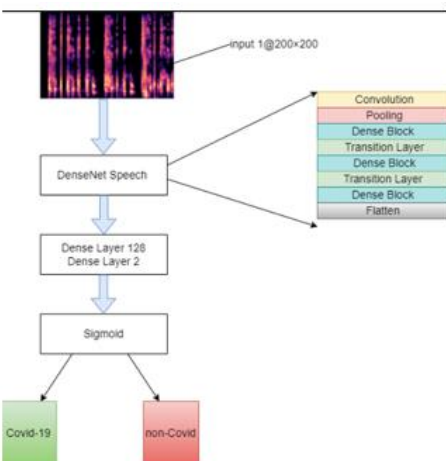 input 1@200×200
DenseNet Speech
Convolution
Pooling
Dense Block
Transition Layer
Dense Block
Transition Layer
Dense Block
Flatten
Dense Layer 128
Dense Layer 2
Sigmoid
Covid-19
non-Covid